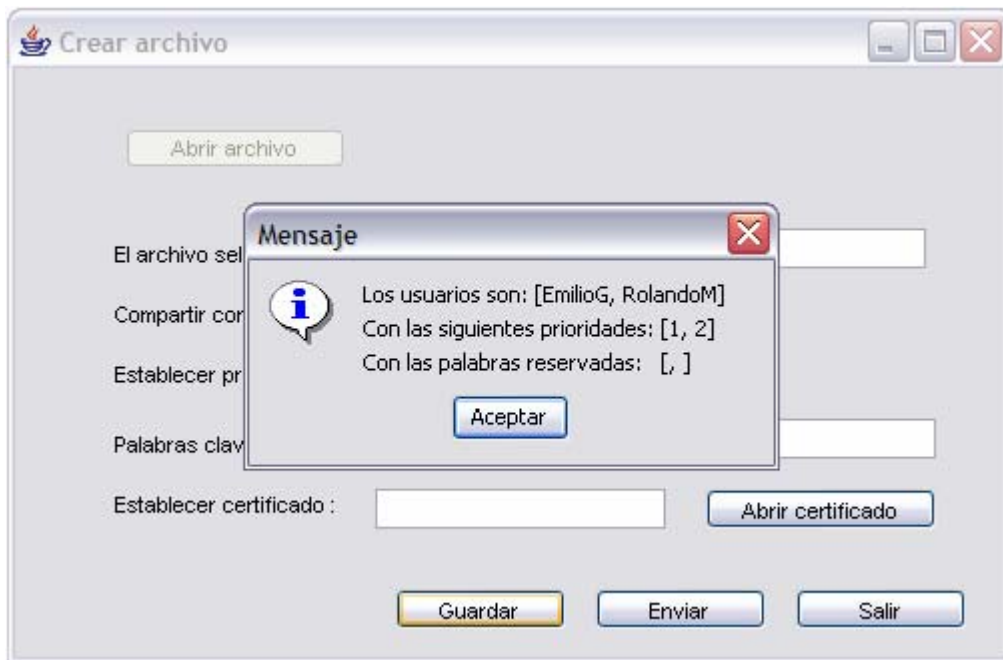 Crear archivo
Abrir archivo
El archivo sel
Compartir cor
Establecer pr
Palabras clav
Mensaje
Los usuarios son: [EmilioG, RolandoM]
Con las siguientes prioridades: [1, 2]
Con las palabras reservadas: [, ]
Aceptar
Establecer certificado :
Abrir certificado
Guardar Enviar Salir